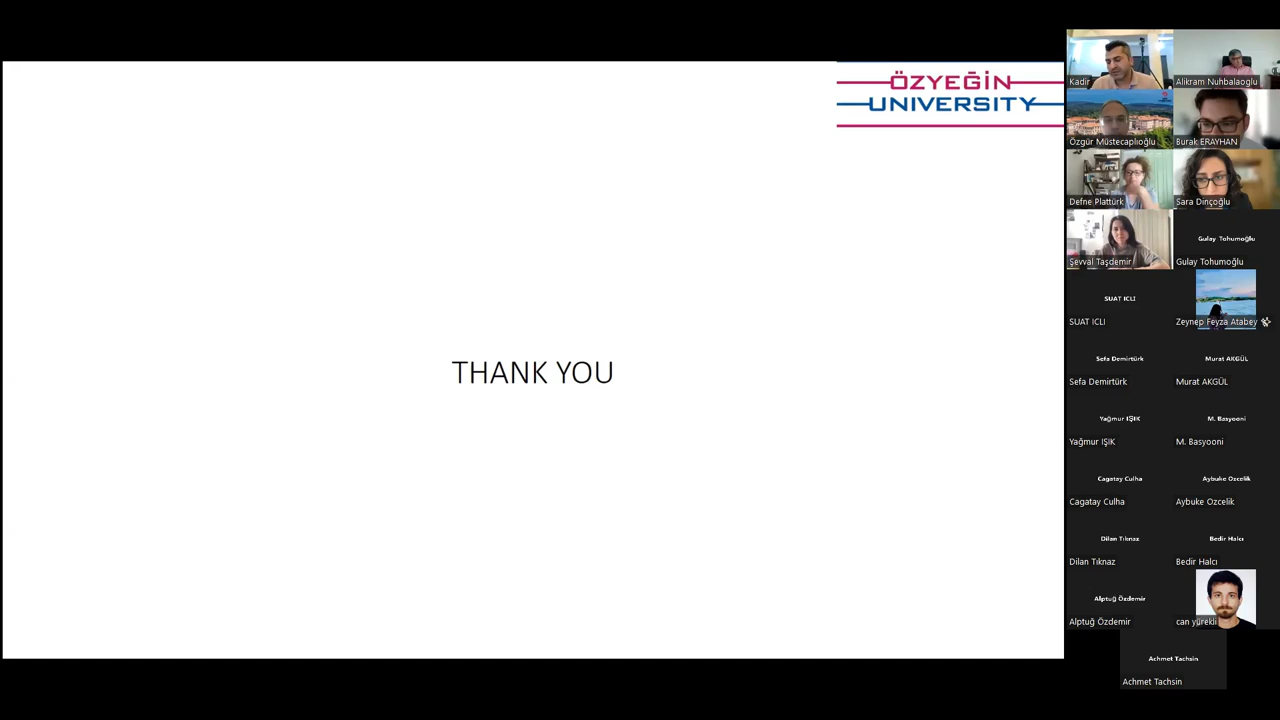 ÖZYEĞİN
UNIVERSITY
THANK YOU
Kadir
Alikram Nuhbalaoglu
Özgür Müstecaplıoğlu
Burak ERAYHAN
Defne Plattürk
Sara Dinçoğlu
Şevval Taşdemir
Gulay Tohumoğlu
Gulay Tohumoğlu
SUAT ICLI
SUAT ICLI
Zeynep Feyza Atabey
Sefa Demirtürk
Sefa Demirtürk
Murat AKGÜL
Murat AKGÜL
Yağmur IŞIK
Yağmur IŞIK
M. Basyooni
M. Basyooni
Cagatay Culha
Cagatay Culha
Aybuke Ozcelik
Aybuke Ozcelik
Dilan Tıknaz
Dilan Tıknaz
Bedir Halcı
Bedir Halcı
Alptuğ Özdemir
Alptuğ Özdemir
can yürekli
Achmet Tachsin
Achmet Tachsin